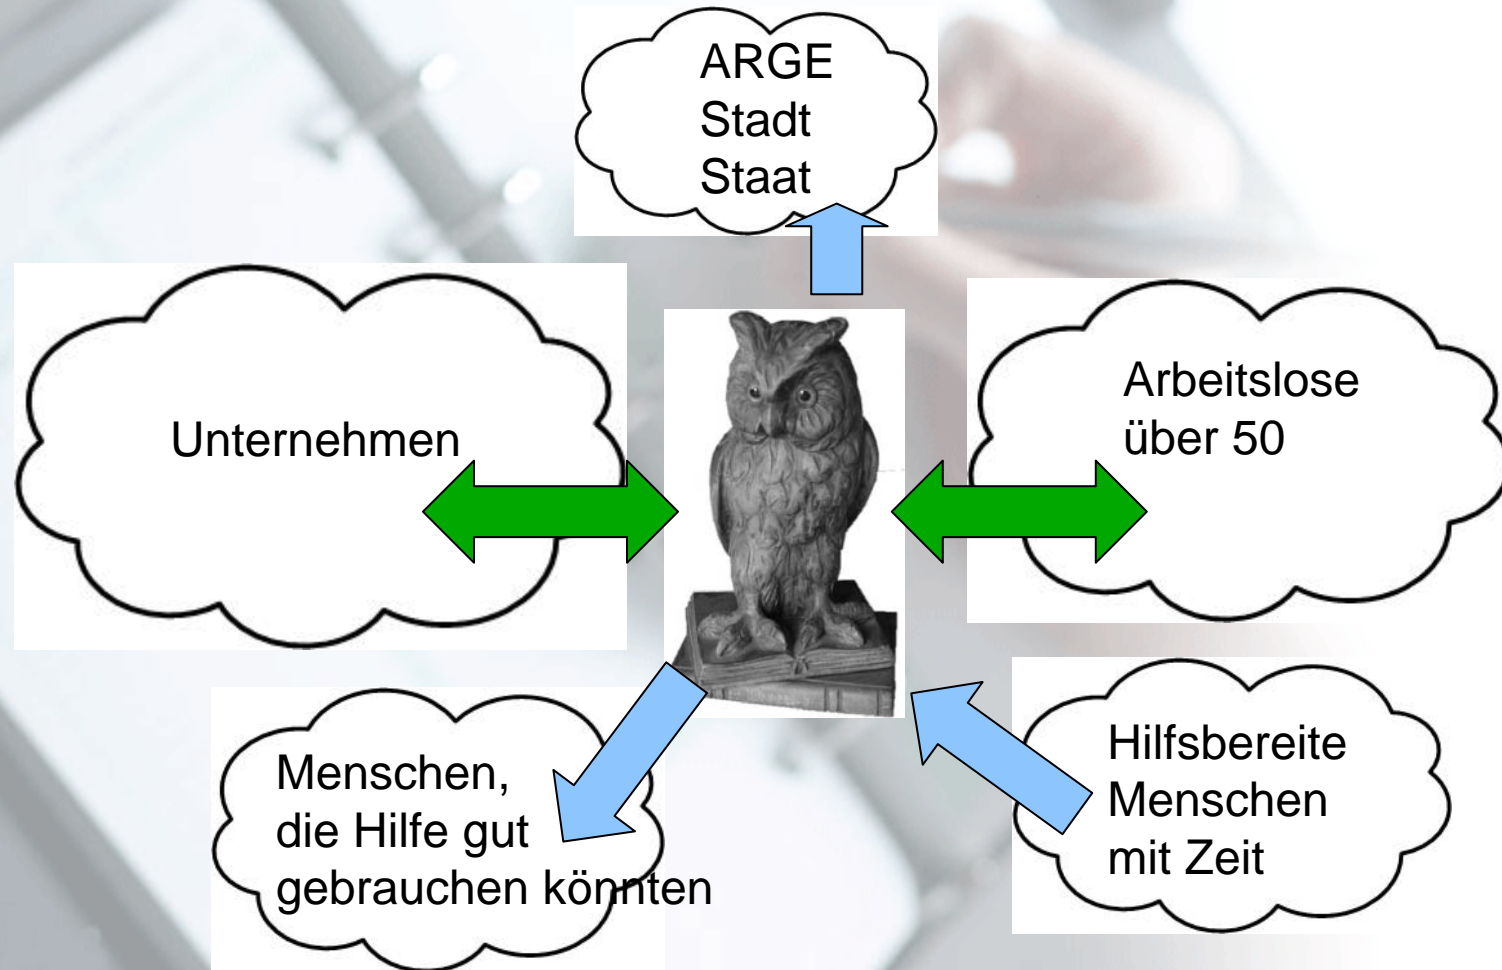 ARGE
Stadt
Staat
Unternehmen
Arbeitslose
über 50
Menschen,
die Hilfe gut
gebrauchen könnten
Hilfsbereite
Menschen
mit Zeit